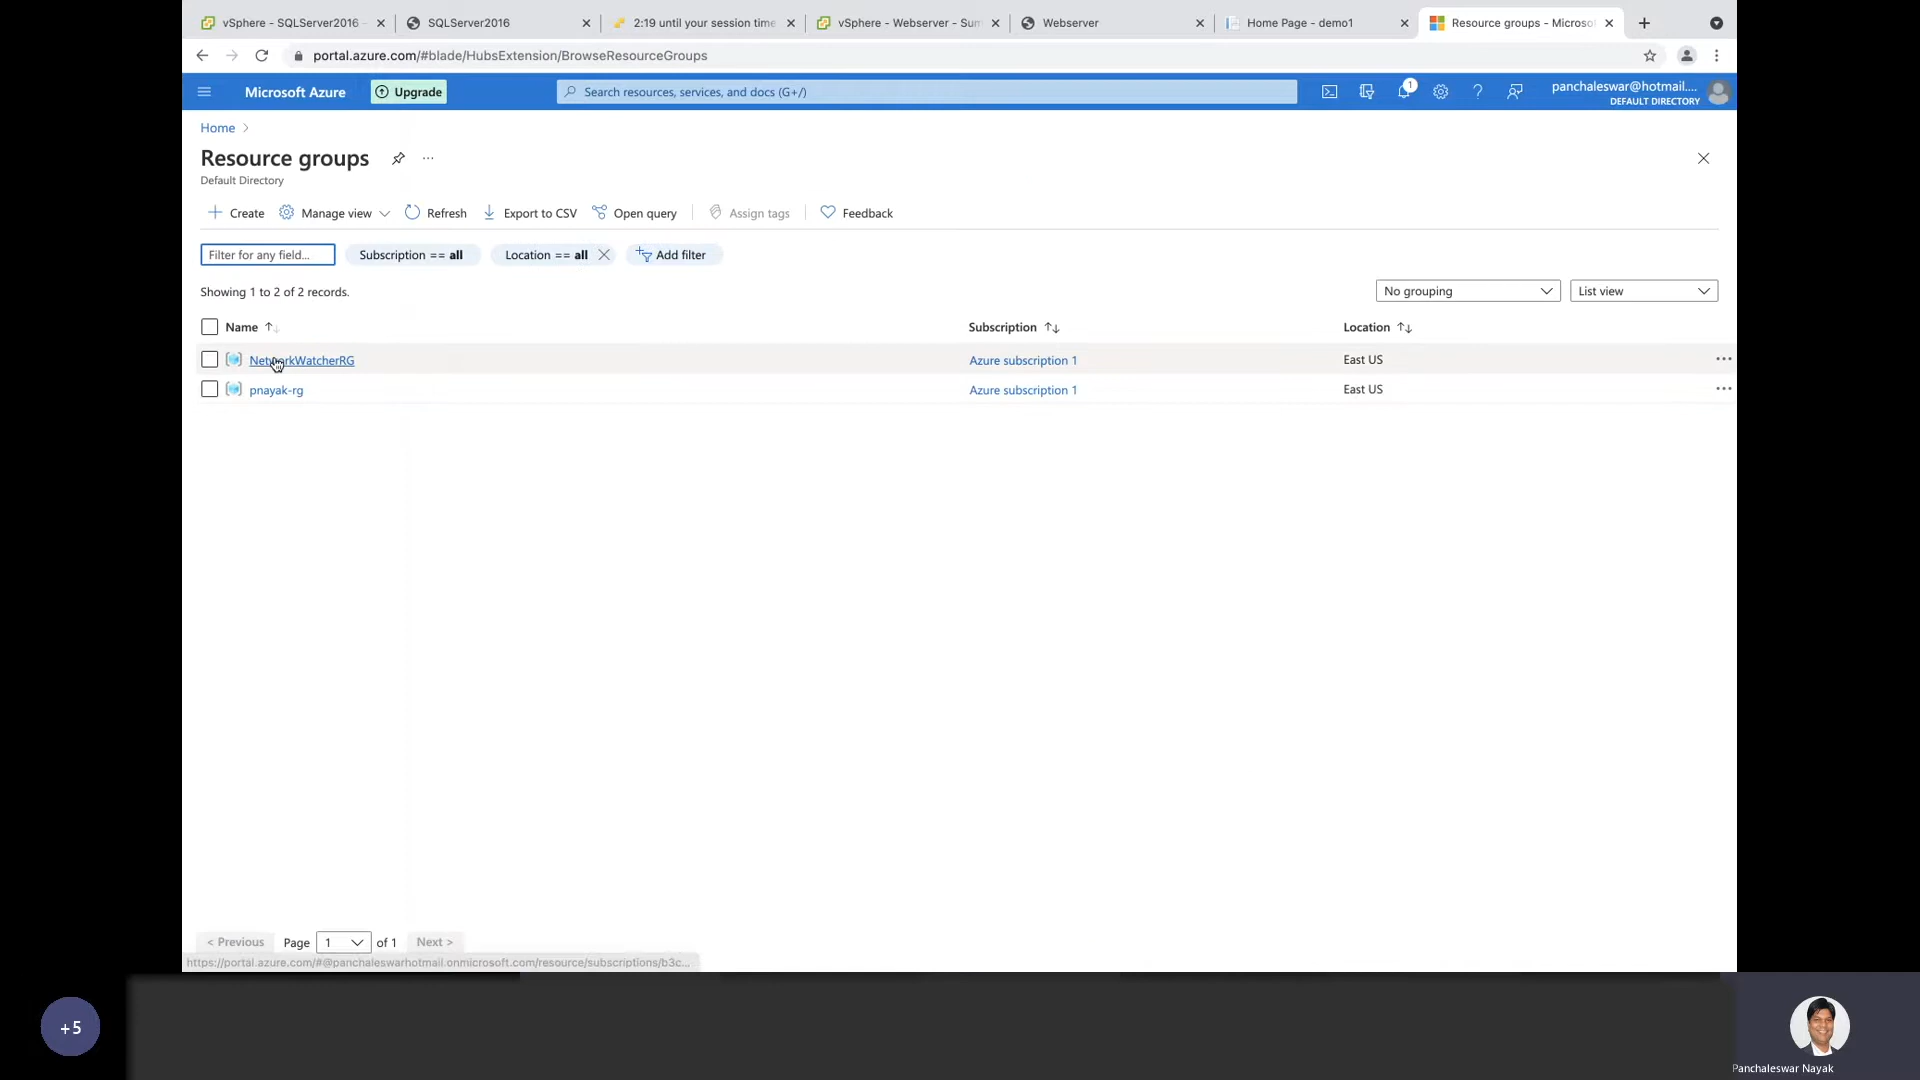 vSphere - SQLServer2016 -
SQLServer2016
2:19 until your session time
vSphere - Webserver - Sum
Webserver
Home Page - demo1
Resource groups - Microso
portal.azure.com/#blade/HubsExtension/BrowseResourceGroups
Microsoft Azure
Upgrade
Search resources, services, and docs (G+/)
1
panchaleswar@hotmail....
DEFAULT DIRECTORY
Home >
Resource groups
...
Default Directory
+ Create
Manage view
Refresh
Export to CSV
Open query
Assign tags
Feedback
Filter for any field...
Subscription == all
Location == all
Add filter
Showing 1 to 2 of 2 records.
No grouping
List view
Name
Subscription
Location
NetworkWatcherRG
Azure subscription 1
East US
...
pnayak-rg
Azure subscription 1
East US
...
< Previous
Page
1
of 1
Next >
https://portal.azure.com/#@panchaleswarhotmail.onmicrosoft.com/resource/subscriptions/b3c...
+5
Panchaleswar Nayak